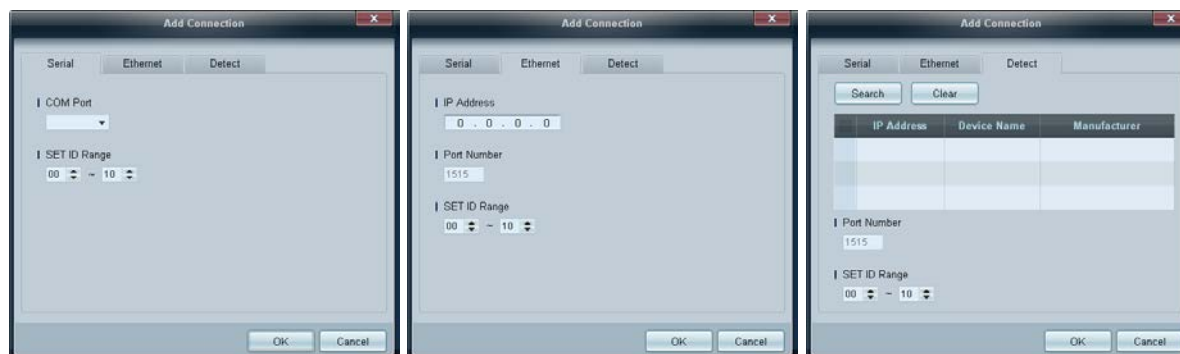 Add Connection
Serial Ethernet Detect
COM Port
SET ID Range
00 ~ 10
OK Cancel
Add Connection
Serial Ethernet Detect
IP Address
0 . 0 . 0 . 0
Port Number
1515
SET ID Range
00 ~ 10
OK Cancel
Add Connection
Serial Ethernet Detect
Search Clear
IP Address Device Name Manufacturer
Port Number
1515
SET ID Range
00 ~ 10
OK Cancel